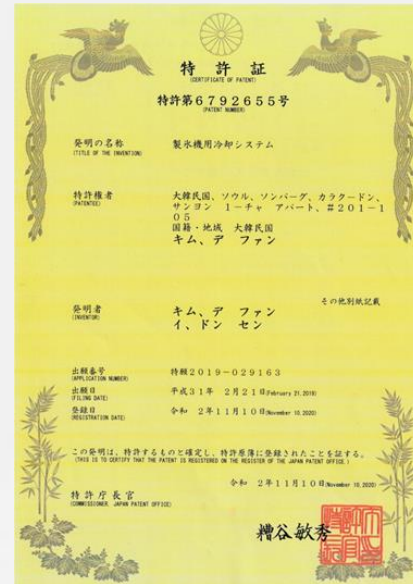 特許証
(CERTIFICATE OF PATENT)
特許第6792655号
(PATENT NUMBER)
発明の名称
(TITLE OF THE INVENTION)
製氷機用冷却システム
特許権者
(PATENTEE)
大韓民国、ソウル、ソンパーグ、カラクードン、
サンヨン 1ーチャ アパート、#201-1
05
国籍・地域 大韓民国
キム、デ ファン
その他別紙記載
発明者
(INVENTOR)
キム、デ ファン
イ、ドン セン
出願番号
(APPLICATION NUMBER)
特願2019-029163
出願日
(FILING DATE)
平成31年 2月21日(February 21, 2019)
登録日
(REGISTRATION DATE)
令和 2年11月10日(November 10, 2020)
この発明は、特許するものと確定し、特許原簿に登録されたことを証する。
(THIS IS TO CERTIFY THAT THE PATENT IS REGISTERED ON THE REGISTER OF THE JAPAN PATENT OFFICE.)
令和 2年11月10日(November 10, 2020)
特許庁長官
(COMMISSIONER, JAPAN PATENT OFFICE)
糟谷敏秀